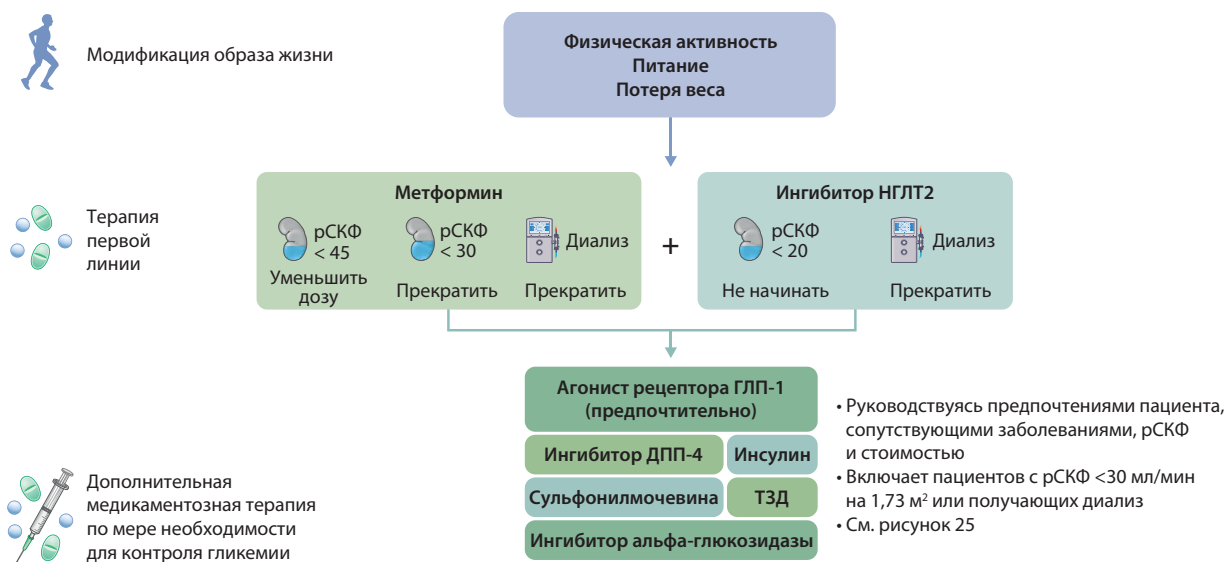 Модификация образа жизни
Физическая активность
Питание
Потеря веса
Терапия
первой
линии
Метформин
рСКФ
< 45
Уменьшить
дозу
рСКФ
< 30
Прекратить
Диализ
Прекратить
+
Ингибитор НГЛТ2
рСКФ
< 20
Не начинать
Диализ
Прекратить
Дополнительная
медикаментозная терапия
по мере необходимости
для контроля гликемии
Агонист рецептора ГЛП-1
(предпочтительно)
Ингибитор ДПП-4
Инсулин
Сульфонилмочевина
ТЗД
Ингибитор альфа-глюкозидазы
• Руководствуясь предпочтениями пациента,
сопутствующими заболеваниями, рСКФ
и стоимостью
• Включает пациентов с рСКФ <30 мл/мин
на 1,73 м² или получающих диализ
• См. рисунок 25